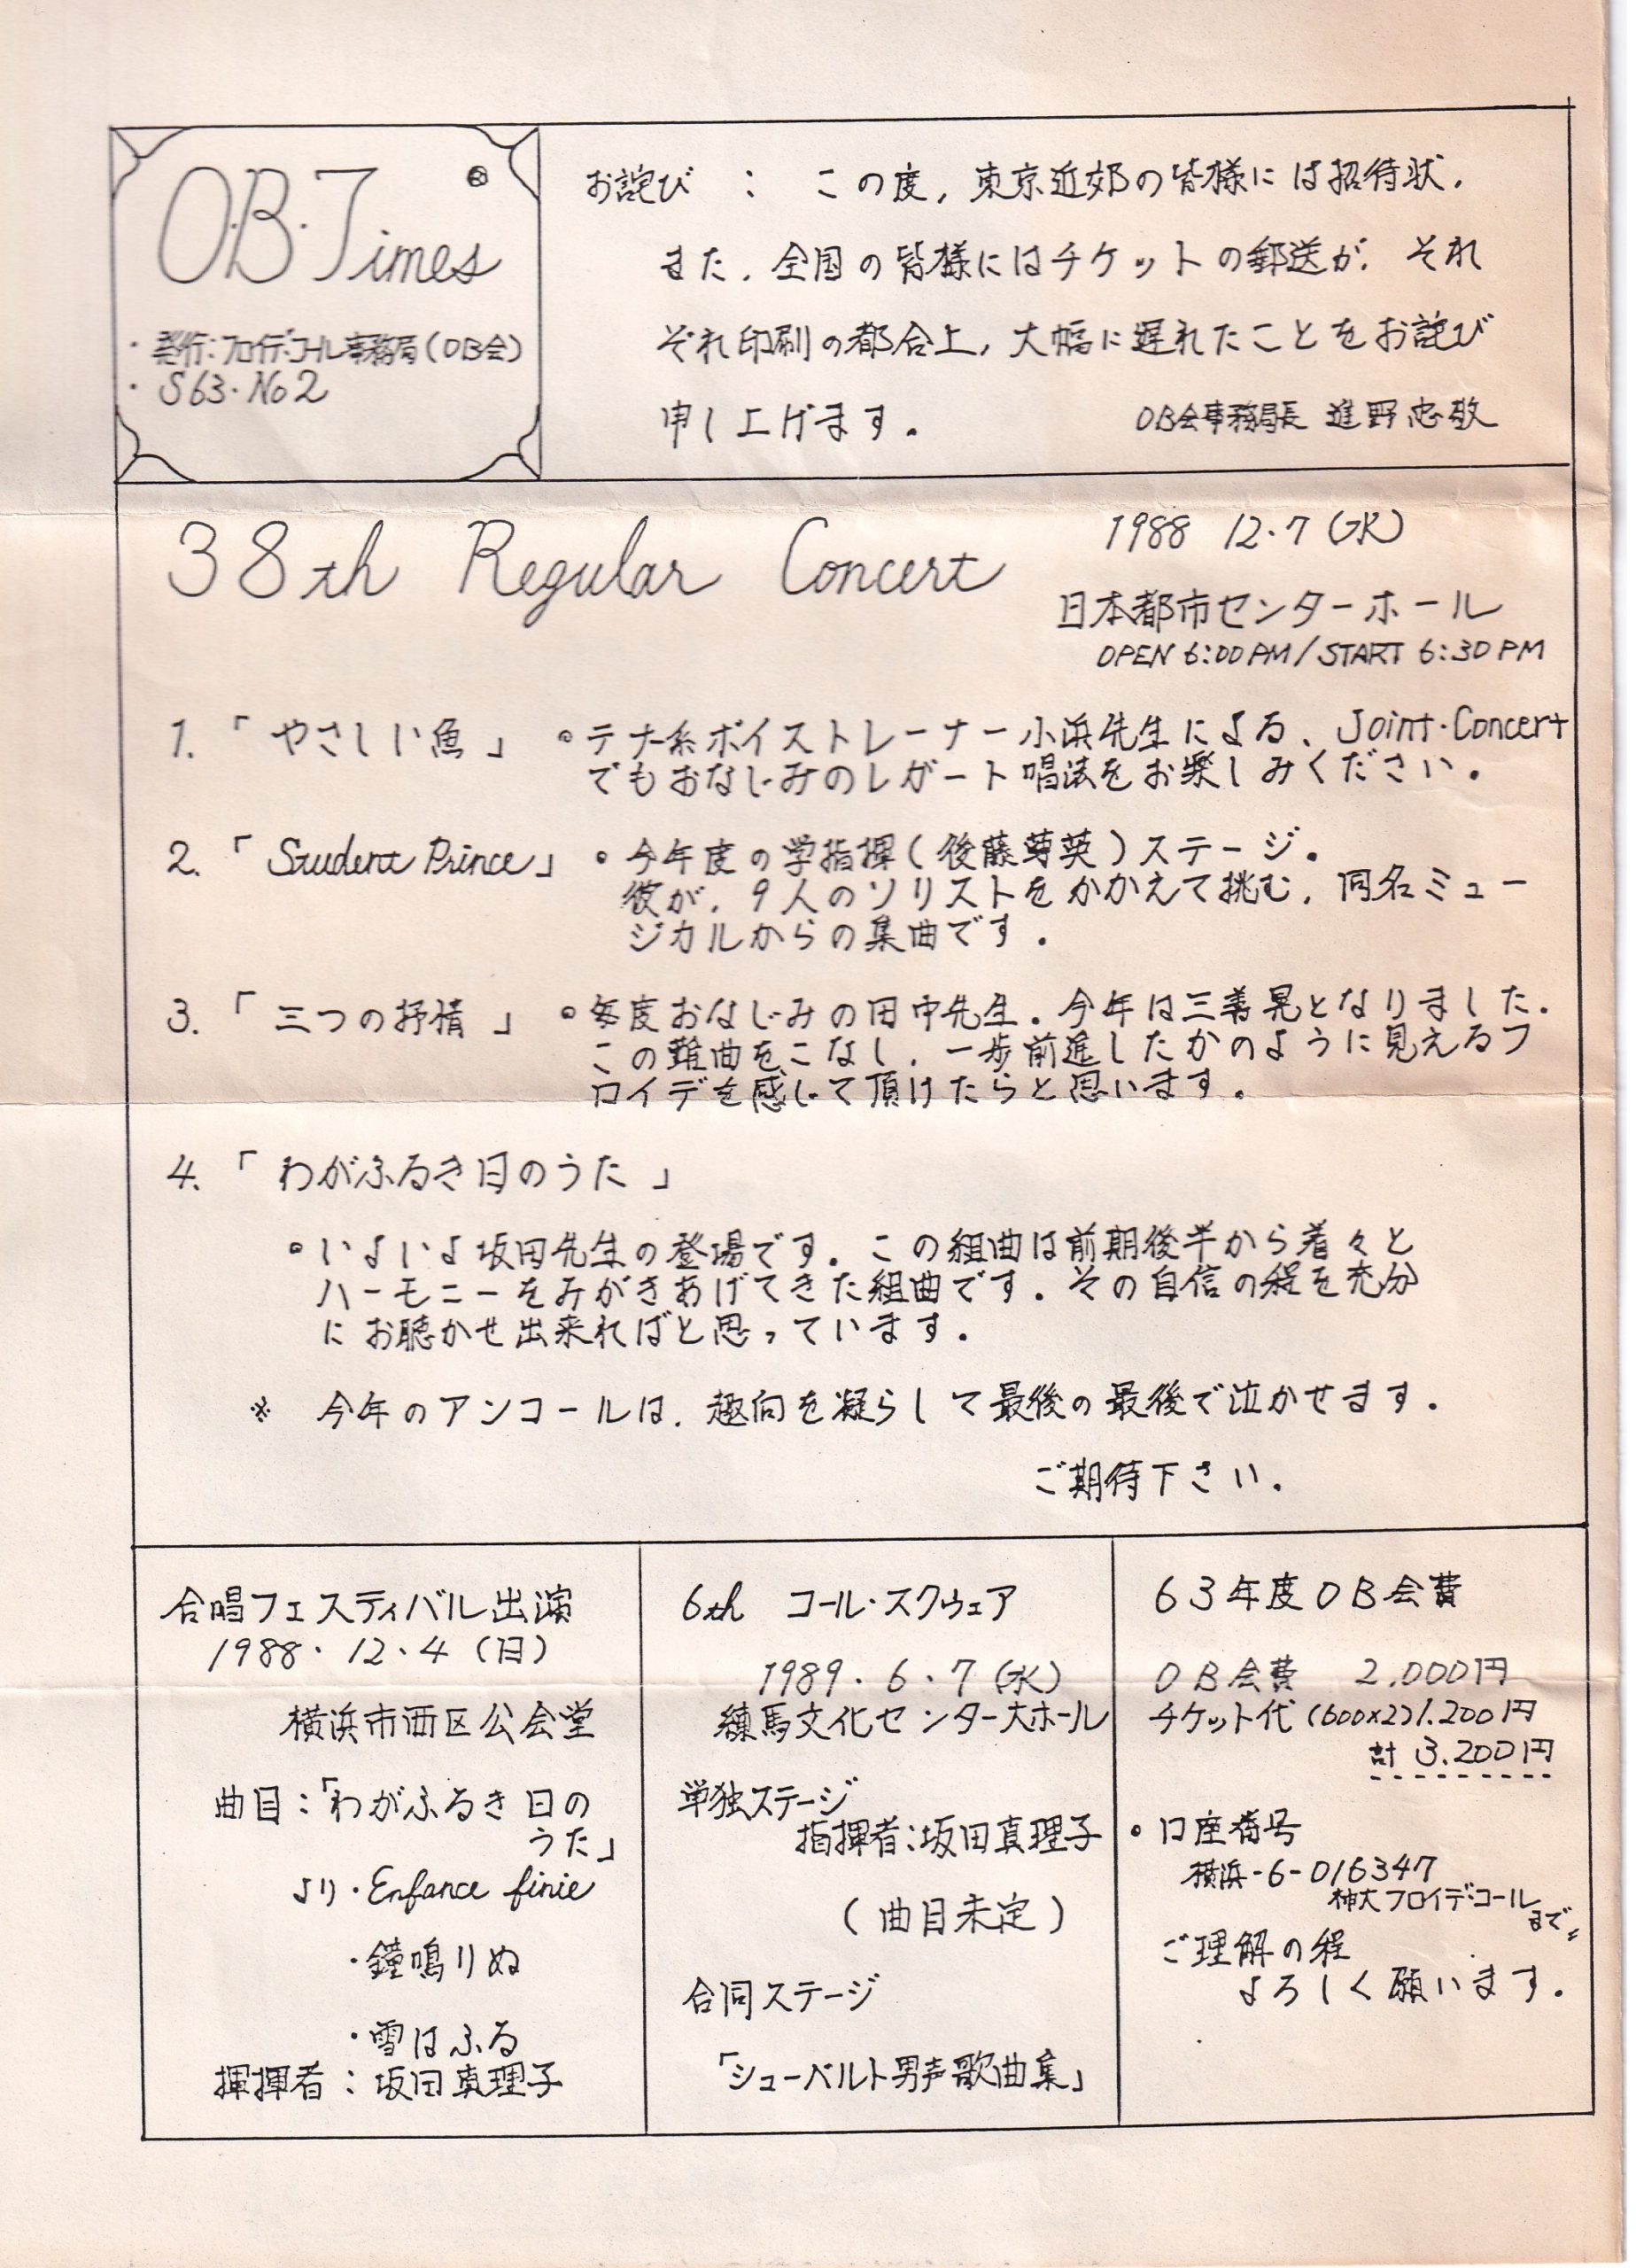 O.B.Times
・発行:フロイデ・コール事務局(OB会)
・S63・No2
お詫び : この度,東京近郊の皆様には招待状,
また,全国の皆様にはチケットの郵送が,それ
ぞれ印刷の都合上,大幅に遅れたことをお詫び
申し上げます。
OB会事務局長 進野忠敬
38th Regular Concert
1988 12・7(水)
日本都市センターホール
OPEN 6:00PM/START 6:30PM
1.「やさしい魚」
。テナー系ボイストレーナー小浜先生による、Joint・Concert
でもおなじみのレガート唱法をお楽しみください。
2.「Student Prince」
。今年度の学指揮(後藤 英)ステージ。
彼が,9人のソリストをかかえて挑む,同名ミュー
ジカルからの集曲です。
3.「三つの抒情」
。毎度おなじみの田中先生。今年は三善晃となりました。
この難曲をこなし,一歩前進したかのように見えるフ
ロイデを感じて頂けたらと思います。
4.「わがふるき日のうた」
。いよいよ坂田先生の登場です。この組曲は前期後半から着々と
ハーモニーをみがきあげてきた組曲です。その自信の程を充分
にお聴かせ出来ればと思っています。
※ 今年のアンコールは,趣向を凝らして最後の最後で泣かせます。
ご期待下さい。
合唱フェスティバル出演
1988・12・4(日)
横浜市西区公会堂
曲目:「わがふるき日の
うた」
より・Enfance finie
・鐘鳴りぬ
・雪はふる
揮揮者:坂田真理子
6th コール・スクウェア
1989・6・7(水)
練馬文化センター大ホール
単独ステージ
指揮者:坂田真理子
(曲目未定)
合同ステージ
「シューベルト男声歌曲集」
63年度OB会費
OB会費 2.000円
チケット代(600×2)1.200円
計 3.200円
。口座番号
横浜-6-016347
神大フロイデ・コール
まで〃
ご理解の程
よろしく願います。